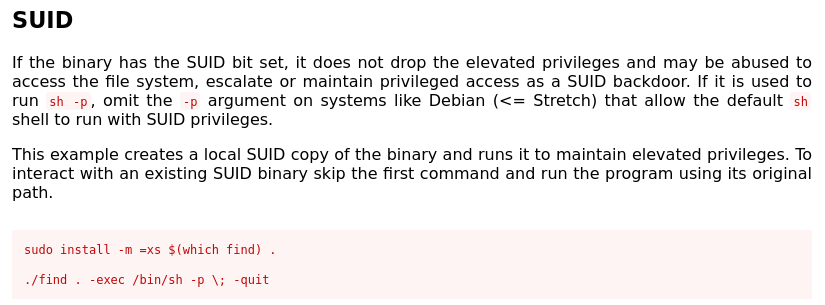 SUID
If the binary has the SUID bit set, it does not drop the elevated privileges and may be abused to
access the file system, escalate or maintain privileged access as a SUID backdoor. If it is used to
run sh -p, omit the -p argument on systems like Debian (<= Stretch) that allow the default sh
shell to run with SUID privileges.
This example creates a local SUID copy of the binary and runs it to maintain elevated privileges. To
interact with an existing SUID binary skip the first command and run the program using its original
path.
sudo install -m =xs $(which find) .
./find . -exec /bin/sh -p \; -quit